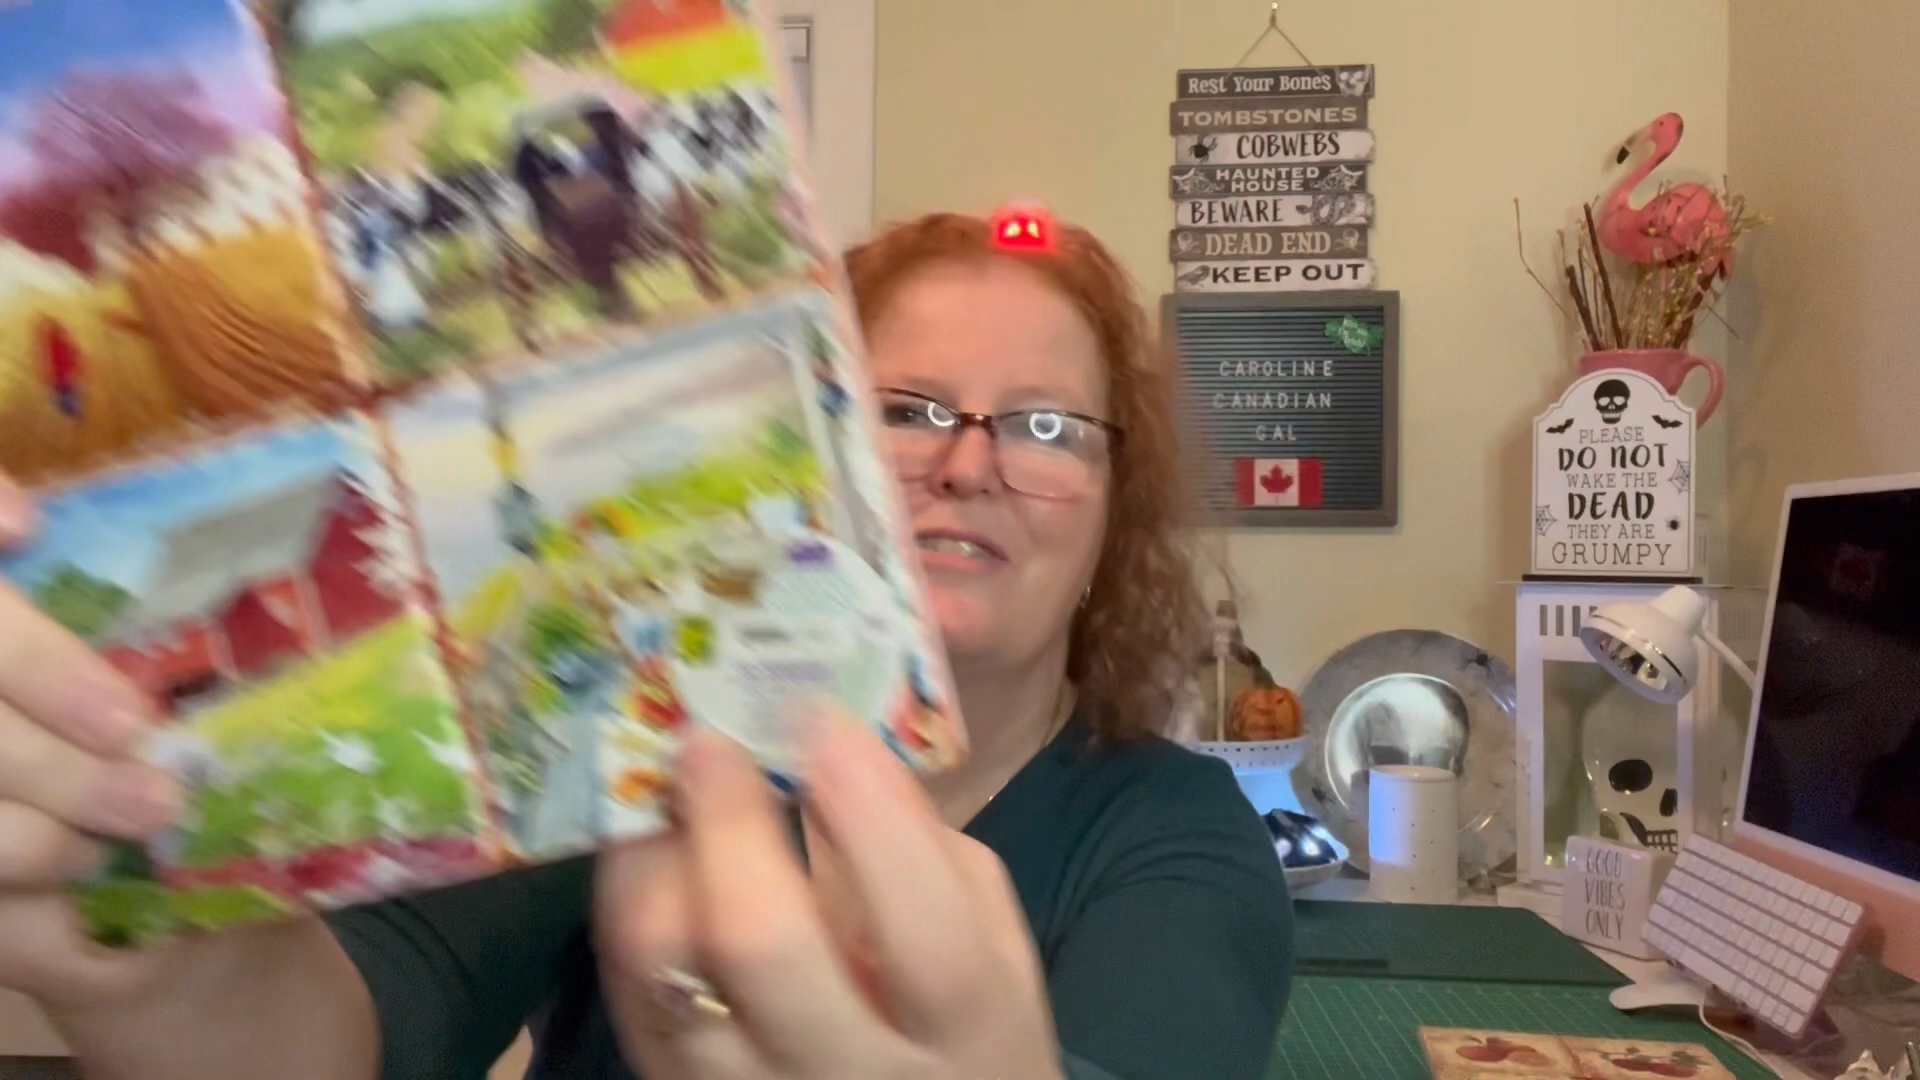 Rest Your Bones
TOMBSTONES
COBWEBS
HAUNTED
HOUSE
BEWARE
DEAD END
KEEP OUT
CAROLINE
CANADIAN
GAL
PLEASE
DO NOT
WAKE THE
DEAD
THEY ARE
GRUMPY
GOOD
VIBES
ONLY